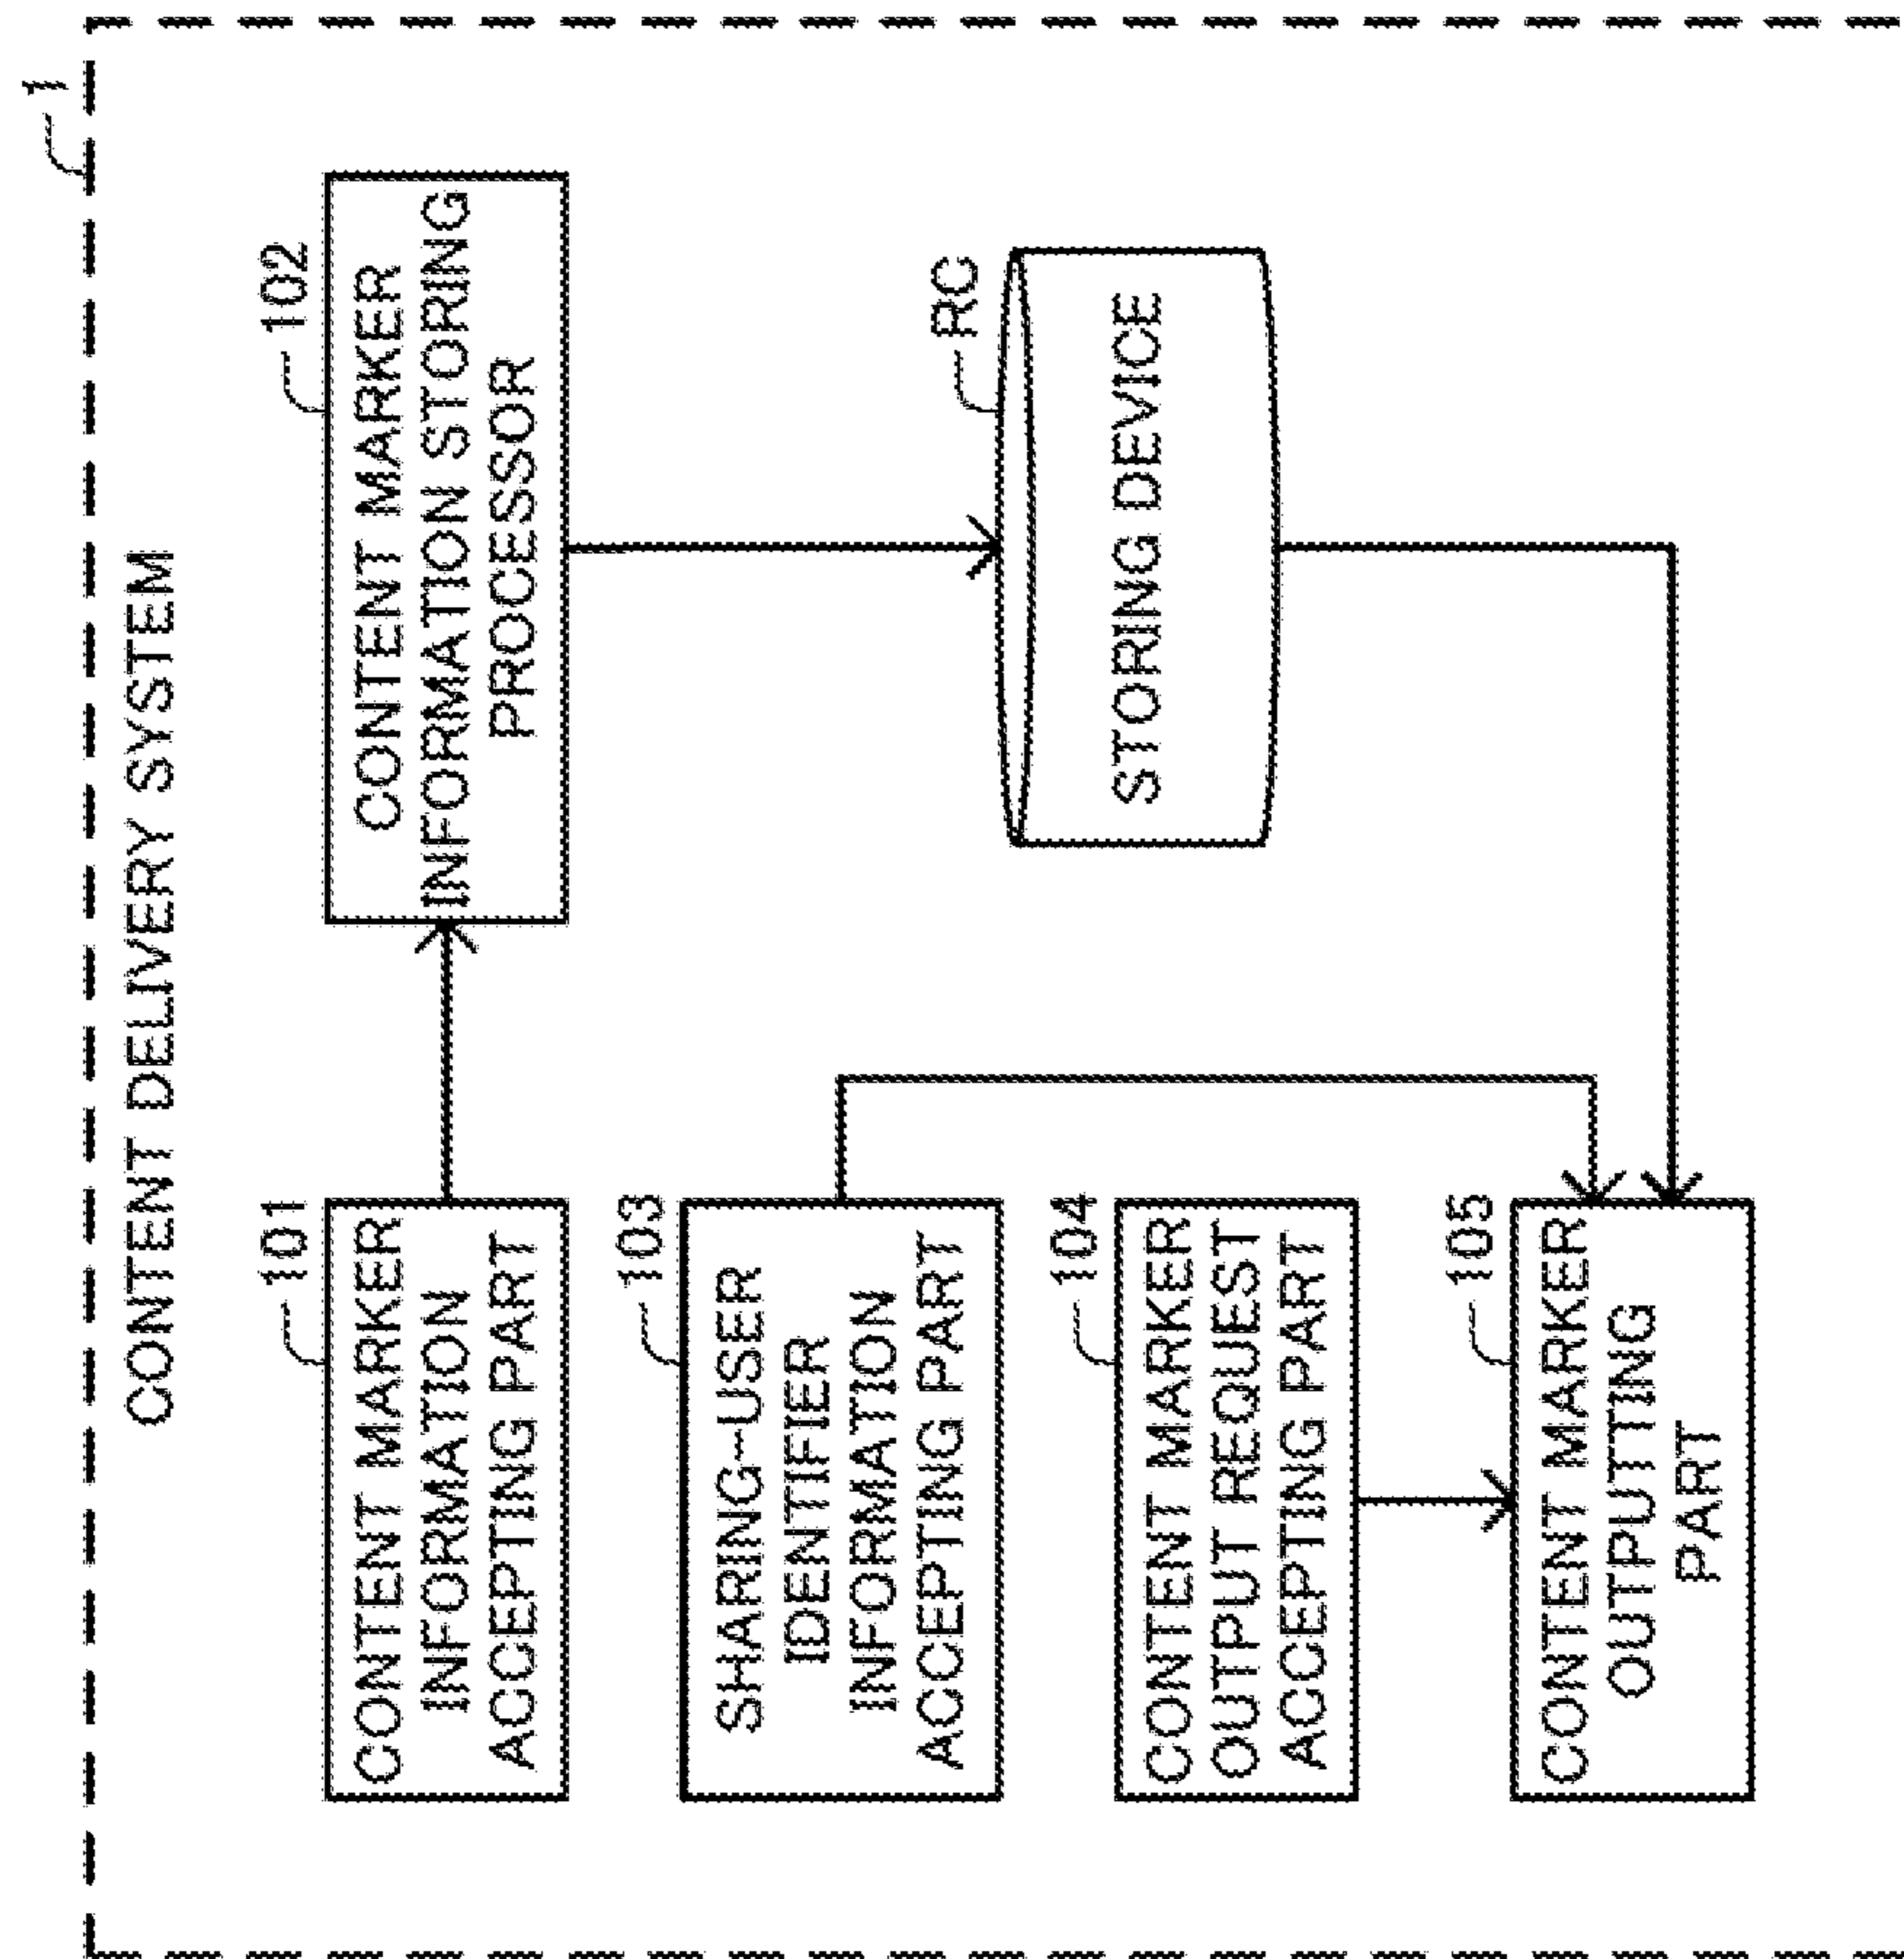 1
CONTENT DELIVERY SYSTEM
101
CONTENT MARKER
INFORMATION
ACCEPTING PART
102
CONTENT MARKER
INFORMATION STORING
PROCESSOR
103
SHARING-USER
IDENTIFIER
INFORMATION
ACCEPTING PART
RC
STORING DEVICE
104
CONTENT MARKER
OUTPUT REQUEST
ACCEPTING PART
105
CONTENT MARKER
OUTPUTTING
PART